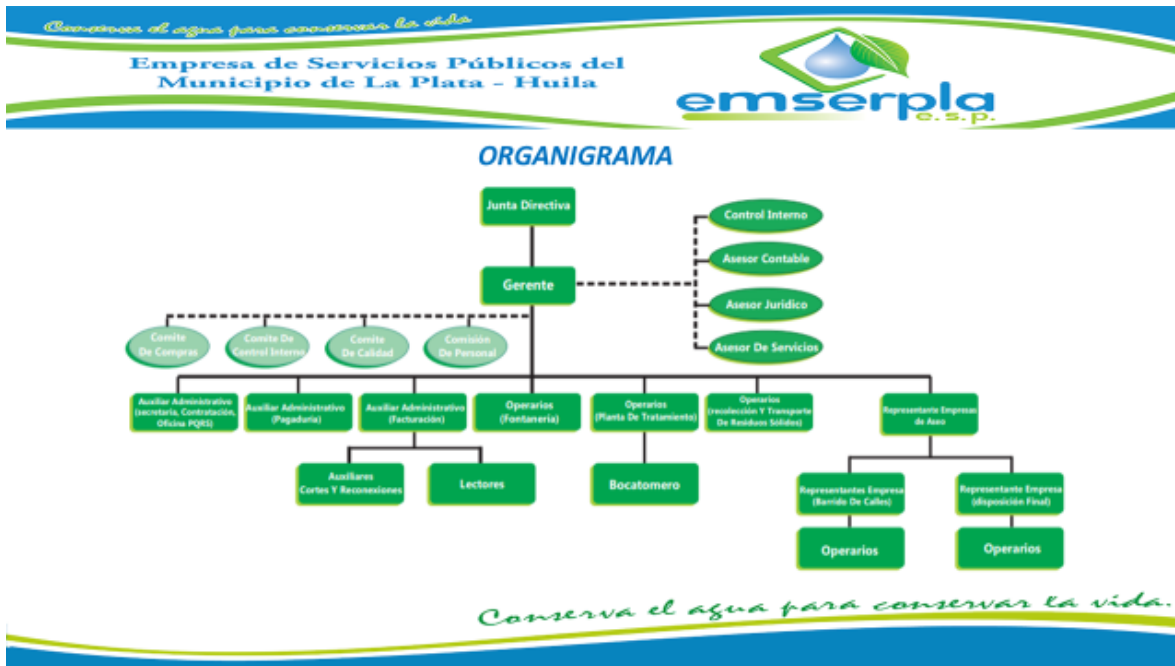 Conserva el agua para conservar la vida
Empresa de Servicios Públicos del
Municipio de La Plata - Huila
emserpla
e. s. p.
ORGANIGRAMA
Junta Directiva
Gerente
Control Interno
Asesor Contable
Asesor Juridico
Asesor De Servicios
Comite
De Compras
Comite De
Control Interno
Comite
De Calidad
Comisión
De Personal
Auxiliar Administrativo
(secretaria, Contratación,
Oficina PQRS)
Auxiliar Administrativo
(Pagaduria)
Auxiliar Administrativo
(Facturación)
Operarios
(Fontaneria)
Operarios
(Planta De Tratamiento)
Operarios
(recolección Y Transporte
De Residuos Sólidos)
Representante Empresas
de Aseo
Auxiliares
Cortes Y Reconexiones
Lectores
Bocatomero
Representantes Empresa
(Barrido De Calles)
Representante Empresa
(disposición Final)
Operarios
Operarios
Conserva el agua para conservar la vida.